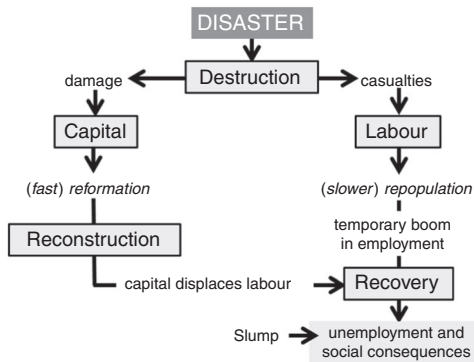 DISASTER
damage
Destruction
casualties
Capital
Labour
(fast) reformation
(slower) repopulation
temporary boom
in employment
Reconstruction
capital displaces labour
Recovery
Slump
unemployment and
social consequences